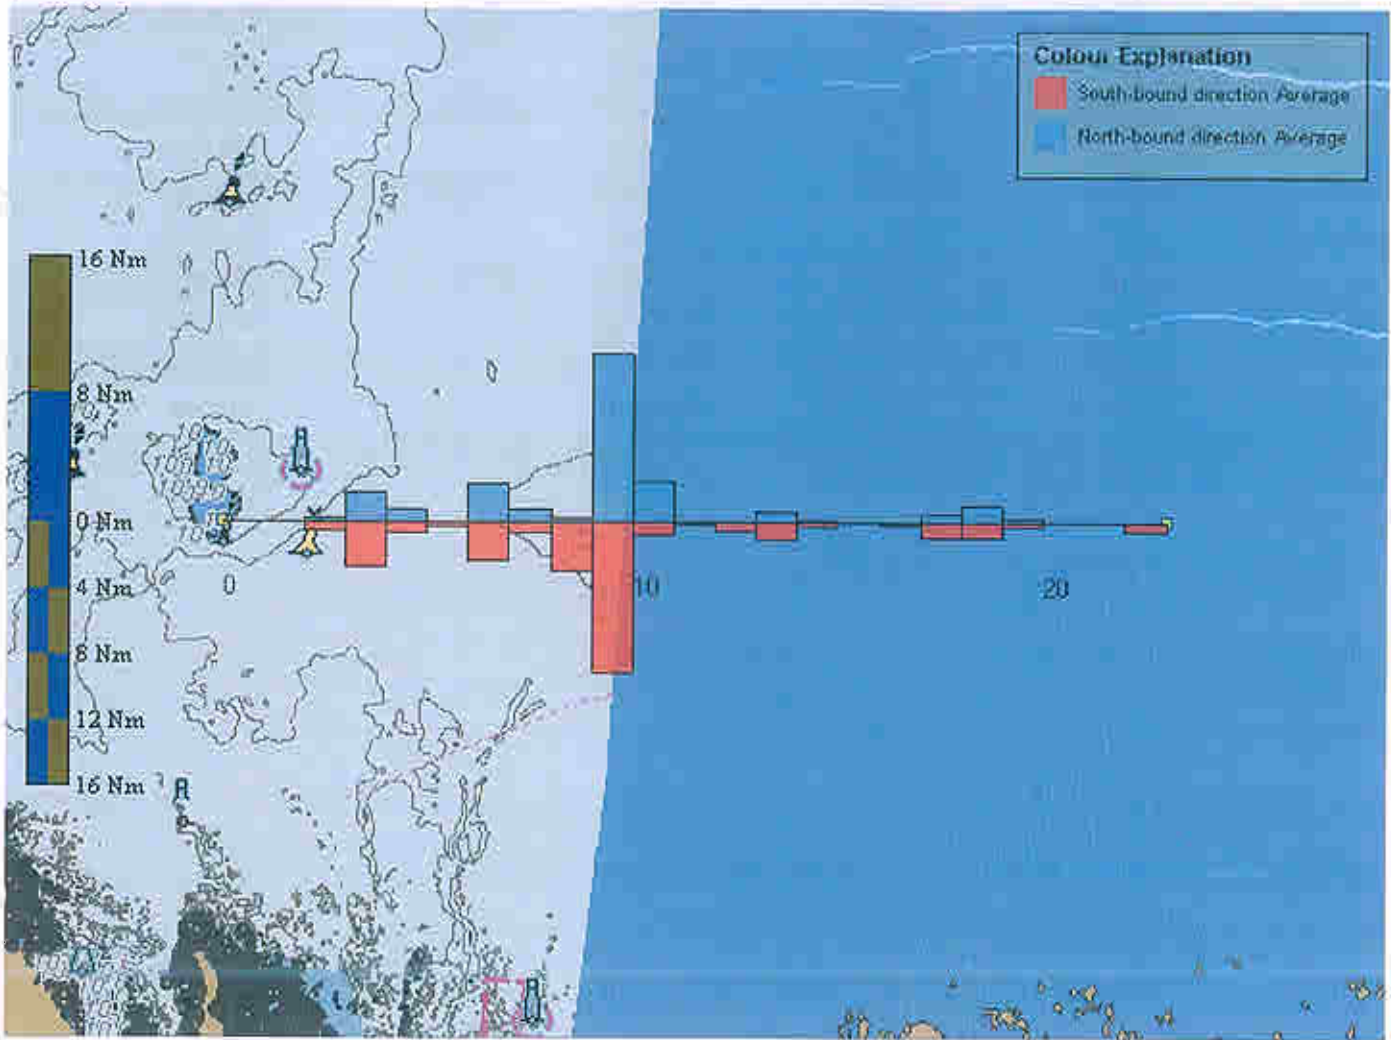 Colour Explanation
South-bound direction Average
North-bound direction Average
16 Nm
8 Nm
0 Nm
4 Nm
8 Nm
12 Nm
16 Nm
0
10
20